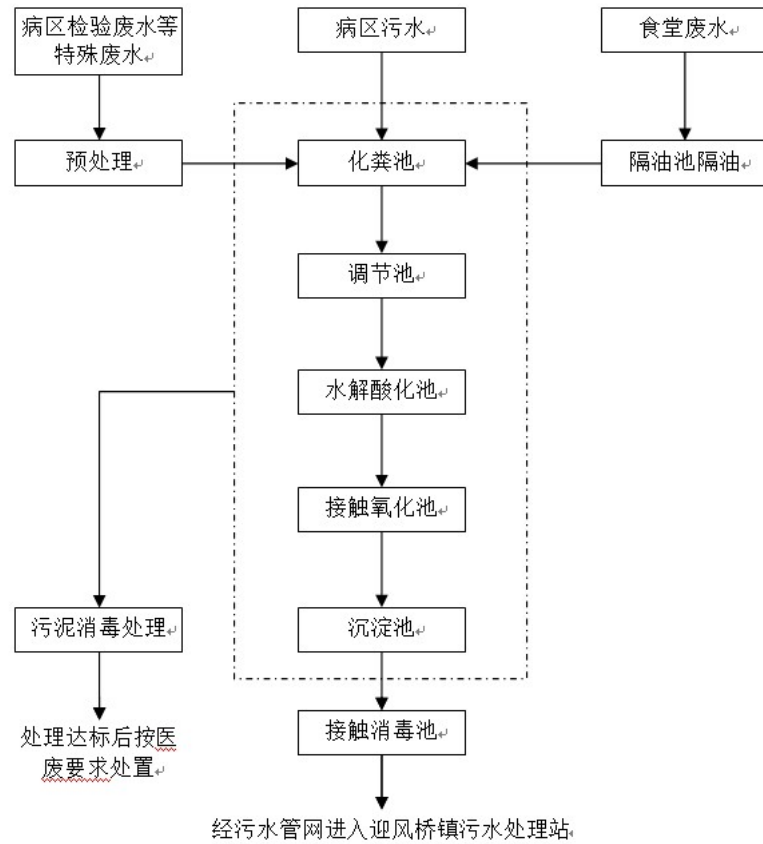 病区检验废水等
特殊废水
病区污水
食堂废水
预处理
化粪池
隔油池隔油
调节池
水解酸化池
接触氧化池
污泥消毒处理
沉淀池
接触消毒池
处理达标后按医
废要求处置
经污水管网进入迎风桥镇污水处理站